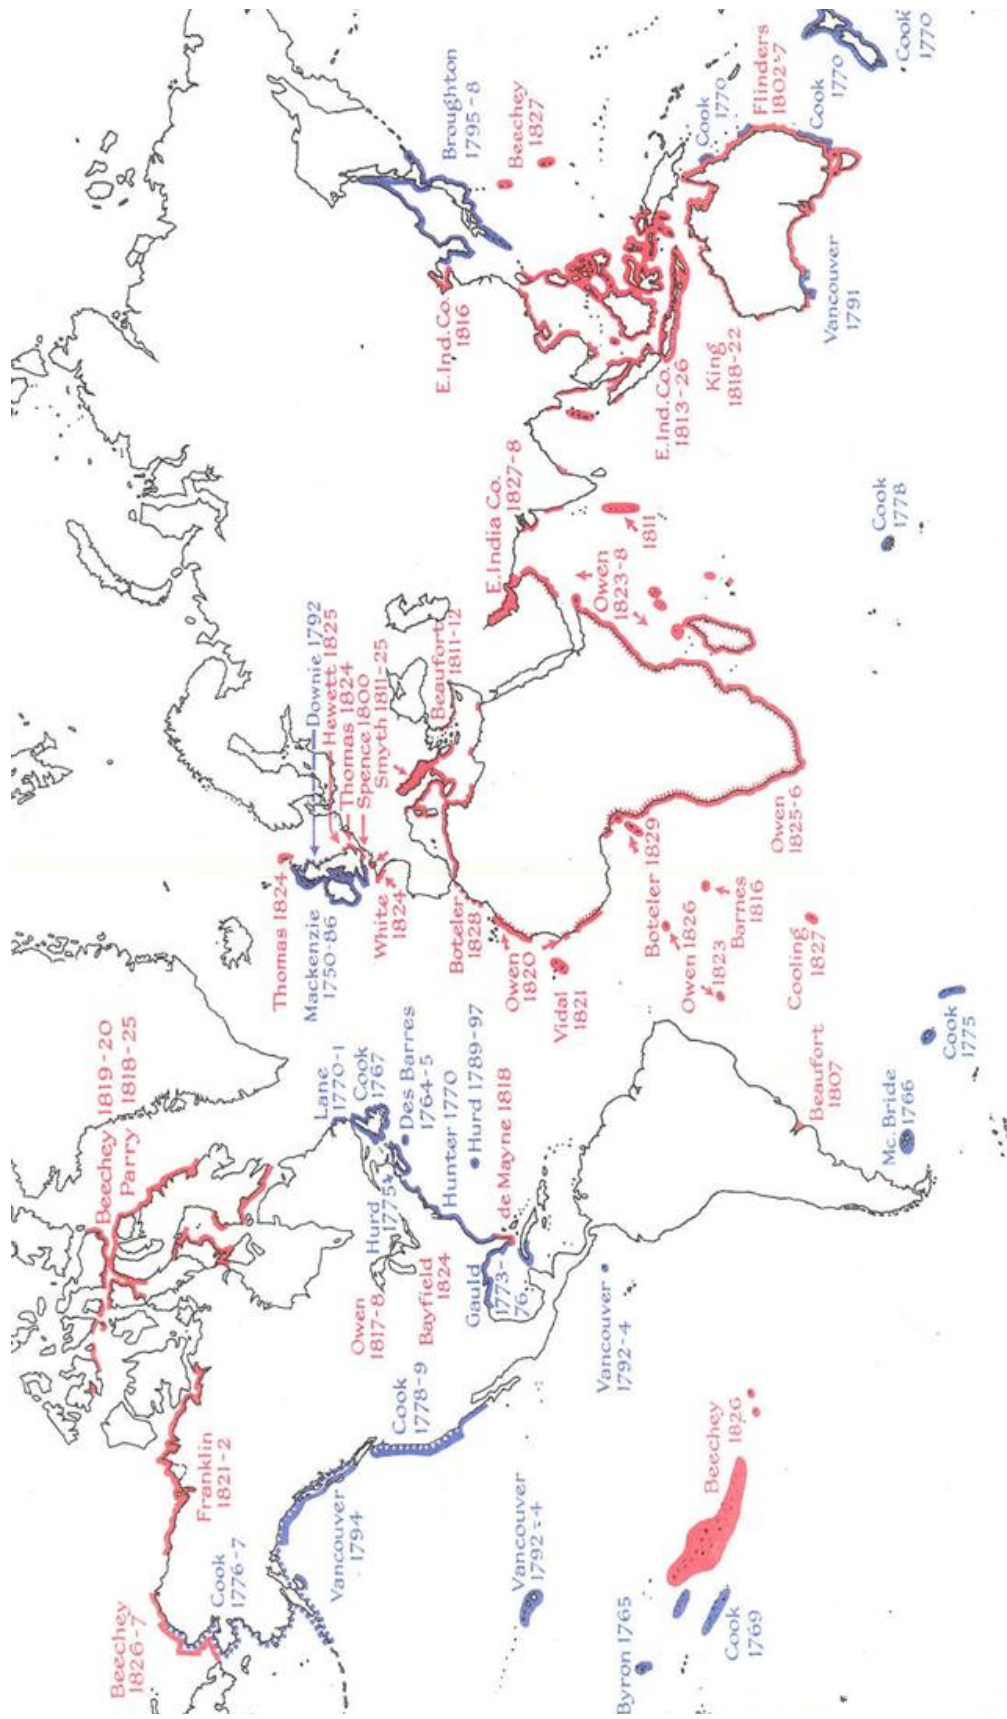 Beechey
1826-7
Franklin
1821-2
Cook
1776-7
Vancouver
1794
Cook
1778-9
Vancouver
1792-4
Byron 1765
Cook
1769
Beechey
1826
Vancouver
1792-4
Beechey 1819-20
Parry 1818-25
Owen
1817-8
Bayfield
1824
Hurd
1775
Lane
1770-1
Cook
1767
Des Barres
1764-5
Hunter 1770
Hurd 1789-97
Gauld
1773-
76
de Mayne 1818
Beaufort
1807
Mc.Bride
1766
Cook
1775
Thomas 1824
Mackenzie
1750-86
Downie 1792
Hewett 1825
Thomas 1824
Spence 1800
Smyth 1811-25
Beaufort
1811-12
White
1824
Boteler
1828
Owen
1820
Vidal
1821
Boteler 1829
Owen 1826
1823
Barnes
1816
Cooling
1827
Owen
1825-6
Owen
1823-8
E.India Co.
1827-8
1811
Cook
1778
E.Ind.Co.
1816
Broughton
1795-8
Beechey
1827
E.Ind.Co.
1813-26
King
1818-22
Vancouver
1791
Cook
1770
Flinders
1802-7
Cook
1770
Cook
1770